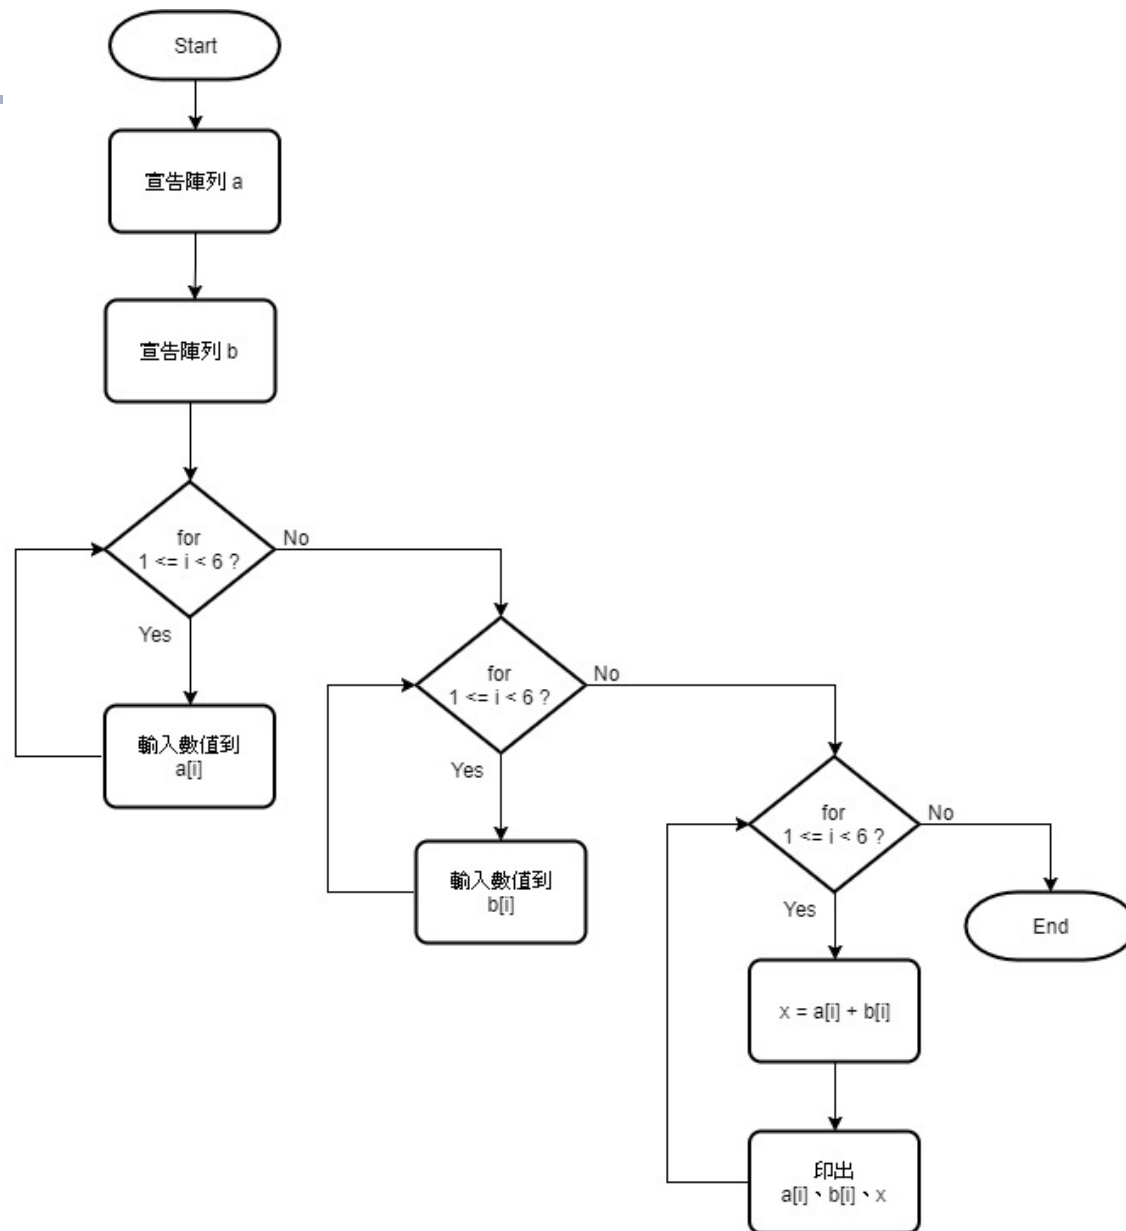 Start
宣告陣列 a
宣告陣列 b
for
1 <= i < 6 ?
No
Yes
輸入數值到
a[i]
for
1 <= i < 6 ?
No
Yes
輸入數值到
b[i]
for
1 <= i < 6 ?
No
Yes
End
x = a[i] + b[i]
印出
a[i]、b[i]、x